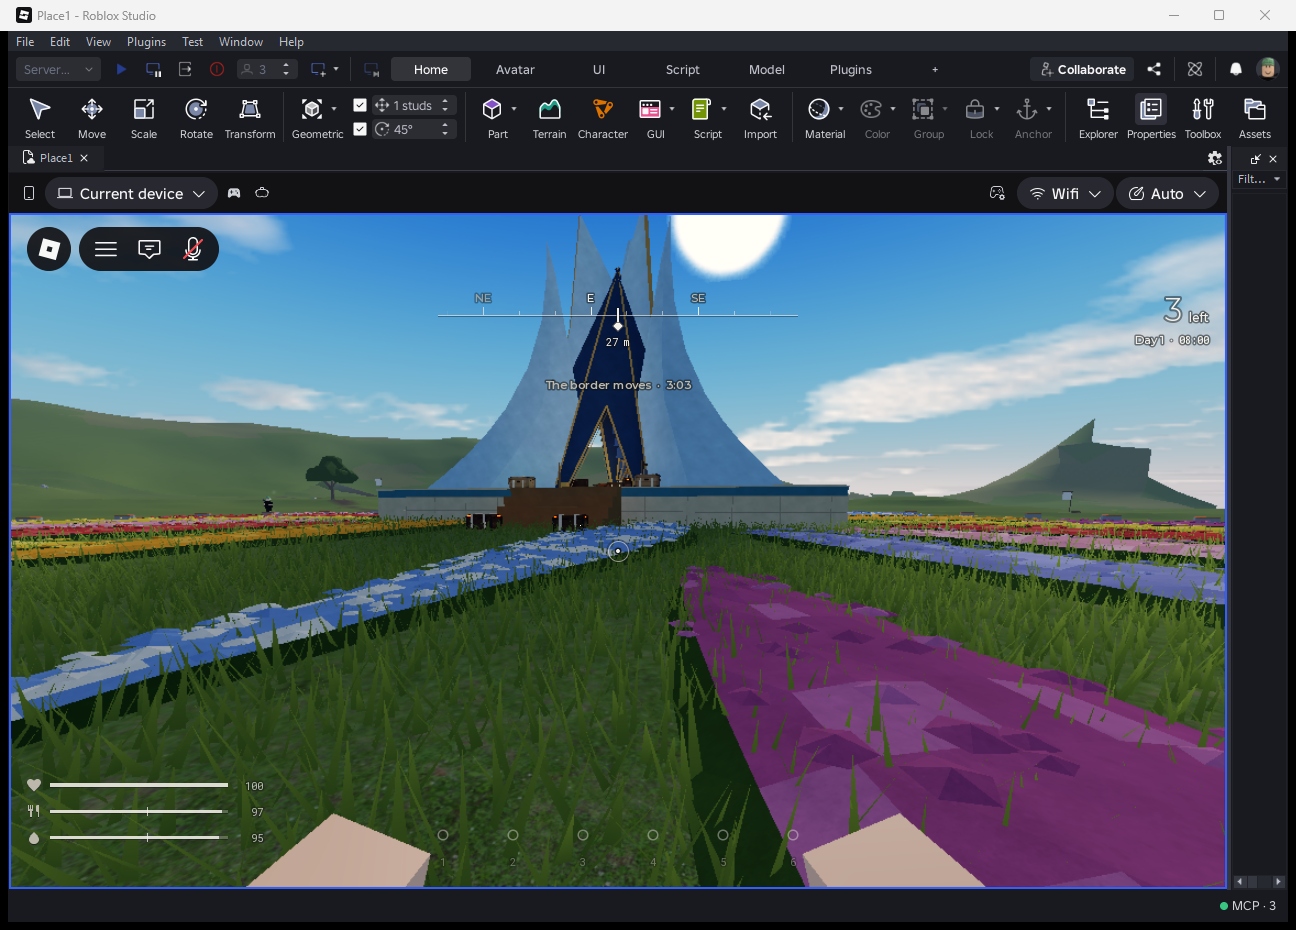 Place1 - Roblox Studio
File Edit View Plugins Test Window Help
Server... 3 Home Avatar UI Script Model Plugins + Collaborate
1 studs
45°
Select Move Scale Rotate Transform Geometric Part Terrain Character GUI Script Import Material Color Group Lock Anchor Explorer Properties Toolbox Assets
Place1
Current device Wifi Auto
Filt...
NE E SE
3 left
27 m
Day1 · 08:00
The border moves · 3:03
100
97
95
1 2 3 4 5 6
MCP · 3